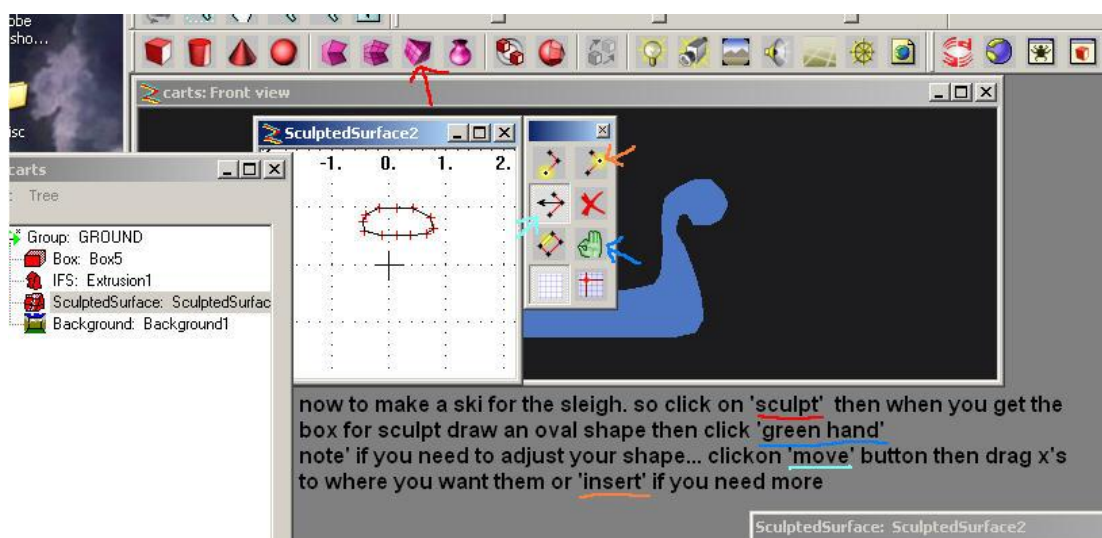 obe
sho...
isc
carts: Front view
SculptedSurface2
-1. 0. 1. 2.
carts
Tree
Group: GROUND
Box: Box5
IFS: Extrusion1
SculptedSurface: SculptedSurfac
Background: Background1
now to make a ski for the sleigh. so click on 'sculpt' then when you get the
box for sculpt draw an oval shape then click 'green hand'
note' if you need to adjust your shape... clickon 'move' button then drag x's
to where you want them or 'insert' if you need more
SculptedSurface: SculptedSurface2